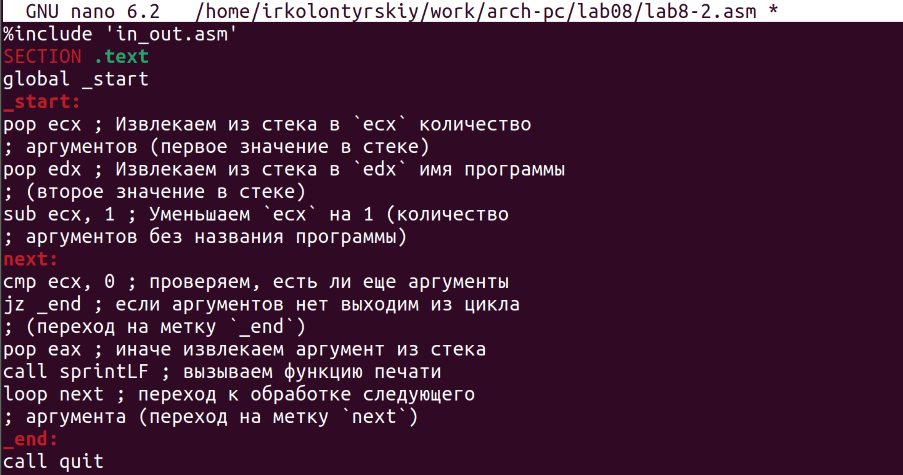 GNU nano 6.2 /home/irkolontyrskiy/work/arch-pc/lab08/lab8-2.asm *
%include 'in_out.asm'
SECTION .text
global _start
_start:
pop ecx ; Извлекаем из стека в `ecx` количество
; аргументов (первое значение в стеке)
pop edx ; Извлекаем из стека в `edx` имя программы
; (второе значение в стеке)
sub ecx, 1 ; Уменьшаем `ecx` на 1 (количество
; аргументов без названия программы)
next:
cmp ecx, 0 ; проверяем, есть ли еще аргументы
jz _end ; если аргументов нет выходим из цикла
; (переход на метку `_end`)
pop eax ; иначе извлекаем аргумент из стека
call sprintLF ; вызываем функцию печати
loop next ; переход к обработке следующего
; аргумента (переход на метку `next`)
_end:
call quit